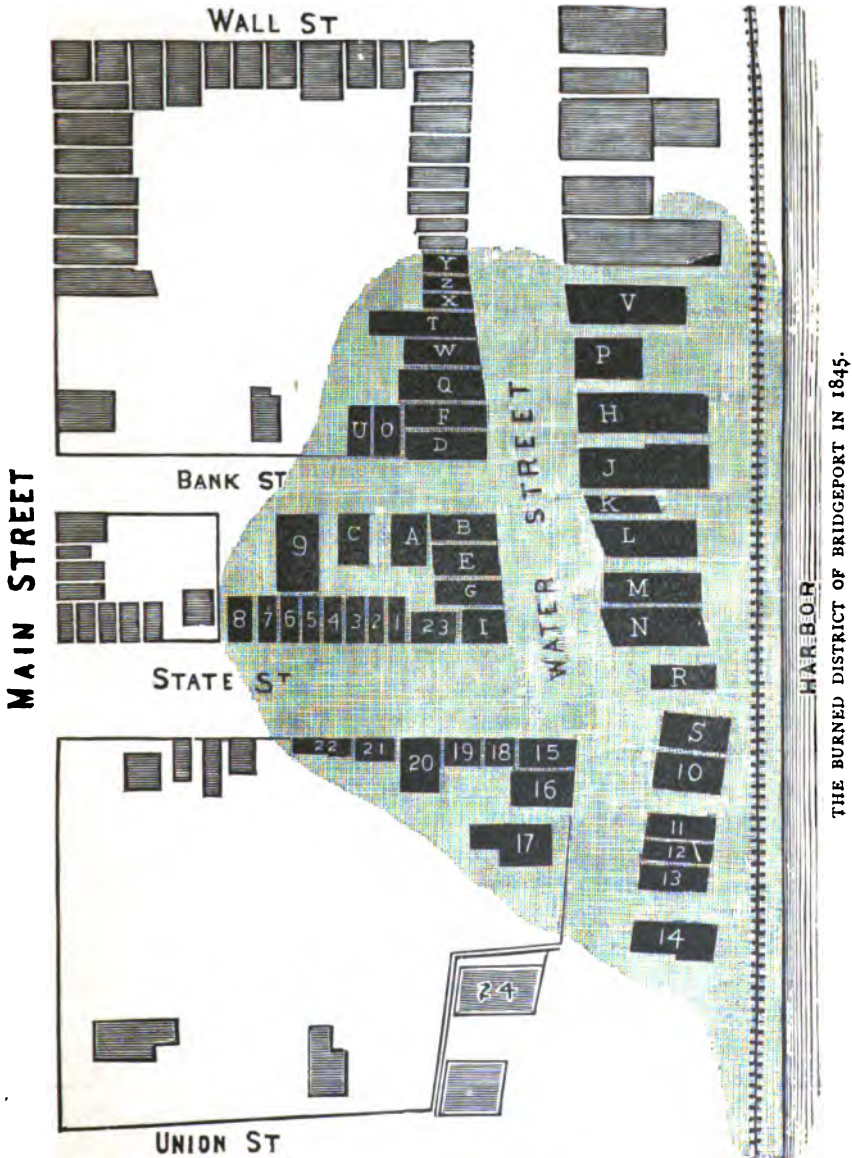 WALL ST
Y
Z
X
T
W
Q
F
D
U O
V
P
H
J
K
L
M
N
BANK ST
MAIN STREET
WATER STREET
9 C A B
E
G
8 7 6 5 4 3 2 1 23 I
STATE ST
R
S
10
11
12
13
14
22 21 20 19 18 15
16
17
24
UNION ST
HARBOR
THE BURNED DISTRICT OF BRIDGEPORT IN 1845.